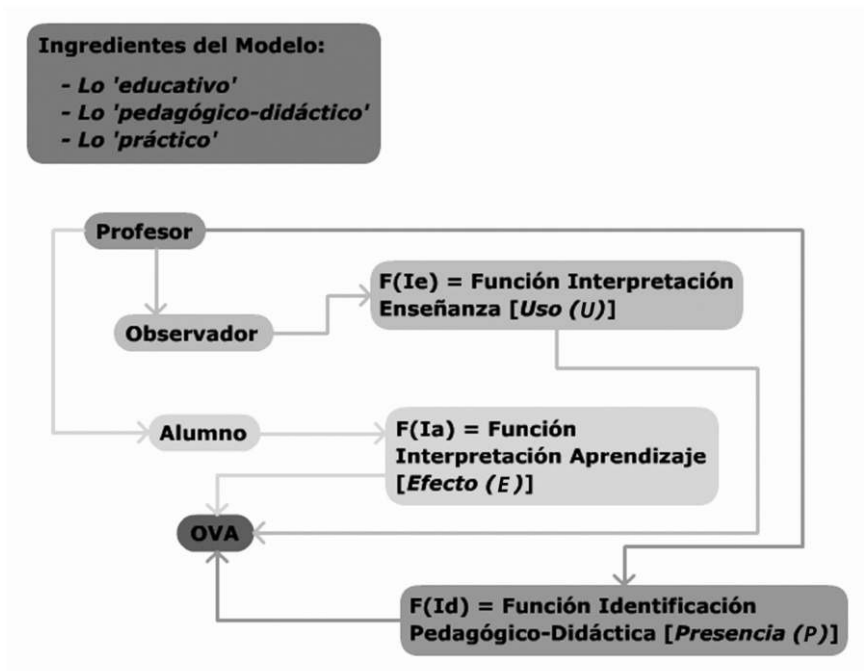 Ingredientes del Modelo:
- Lo 'educativo'
- Lo 'pedagógico-didáctico'
- Lo 'práctico'
Profesor
F(Ie) = Función Interpretación
Enseñanza [Uso (U)]
Observador
Alumno
F(Ia) = Función
Interpretación Aprendizaje
[Efecto (E)]
OVA
F(Id) = Función Identificación
Pedagógico-Didáctica [Presencia (P)]